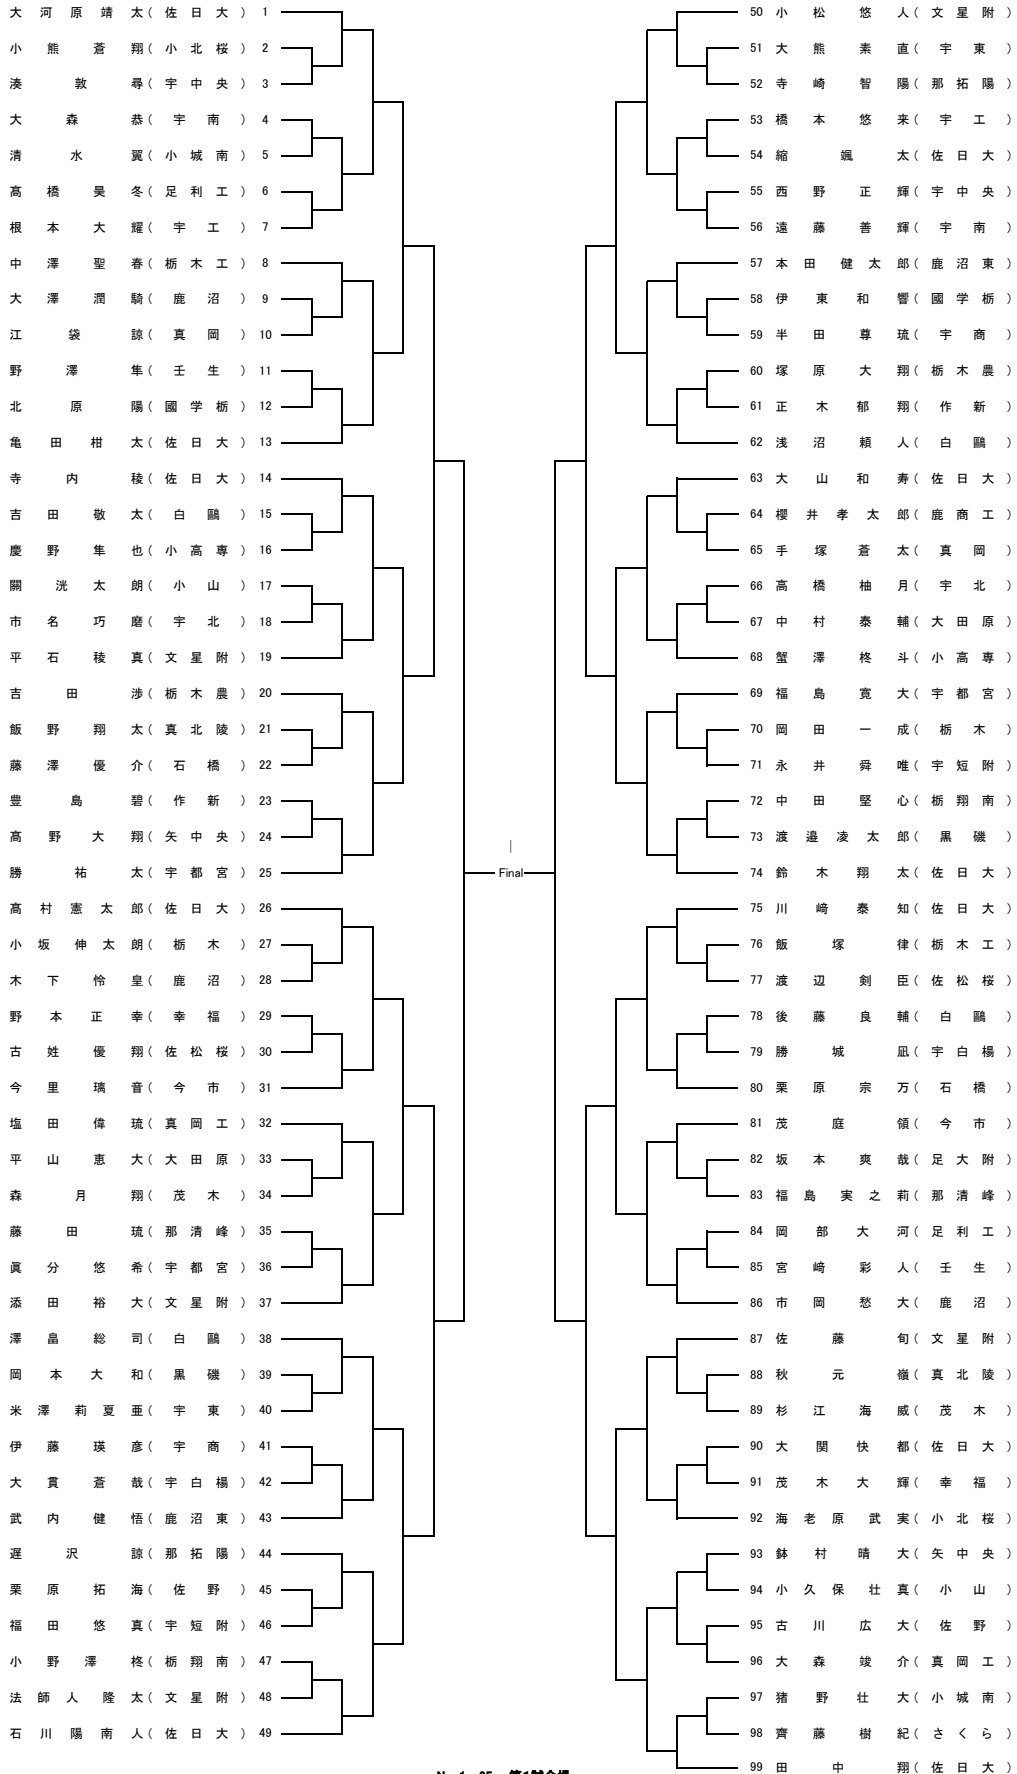 大河原靖太(佐日大) 1
小熊蒼翔(小北桜) 2
湊敦尋(宇中央) 3
大森恭(宇南) 4
清水翼(小城南) 5
髙橋昊冬(足利工) 6
根本大耀(宇工) 7
中澤聖春(栃木工) 8
大澤潤騎(鹿沼) 9
江袋諒(真岡) 10
野澤隼(壬生) 11
北原陽(國学栃) 12
亀田柑太(佐日大) 13
寺内稜(佐日大) 14
吉田敬太(白鷗) 15
慶野隼也(小高専) 16
關洸太朗(小山) 17
市名巧磨(宇北) 18
平石稜真(文星附) 19
吉田渉(栃木農) 20
飯野翔太(真北陵) 21
藤澤優介(石橋) 22
豊島碧(作新) 23
髙野大翔(矢中央) 24
勝祐太(宇都宮) 25
髙村憲太郎(佐日大) 26
小坂伸太朗(栃木) 27
木下怜皇(鹿沼) 28
野本正幸(幸福) 29
古姓優翔(佐松桜) 30
今里璃音(今市) 31
塩田偉琉(真岡工) 32
平山恵大(大田原) 33
森月翔(茂木) 34
藤田琉(那清峰) 35
眞分悠希(宇都宮) 36
添田裕大(文星附) 37
澤畠総司(白鷗) 38
岡本大和(黒磯) 39
米澤莉夏亜(宇東) 40
伊藤瑛彦(宇商) 41
大貫蒼哉(宇白楊) 42
武内健悟(鹿沼東) 43
遅沢諒(那拓陽) 44
栗原拓海(佐野) 45
福田悠真(宇短附) 46
小野澤柊(栃翔南) 47
法師人隆太(文星附) 48
石川陽南人(佐日大) 49
Final
50 小松悠人(文星附)
51 大熊素直(宇東)
52 寺崎智陽(那拓陽)
53 橋本悠来(宇工)
54 縮颯太(佐日大)
55 西野正輝(宇中央)
56 遠藤善輝(宇南)
57 本田健太郎(鹿沼東)
58 伊東和響(國学栃)
59 半田尊琉(宇商)
60 塚原大翔(栃木農)
61 正木郁翔(作新)
62 浅沼頼人(白鷗)
63 大山和寿(佐日大)
64 櫻井孝太郎(鹿商工)
65 手塚蒼太(真岡)
66 高橋柚月(宇北)
67 中村泰輔(大田原)
68 蟹澤柊斗(小高専)
69 福島寛大(宇都宮)
70 岡田一成(栃木)
71 永井舜唯(宇短附)
72 中田堅心(栃翔南)
73 渡邉凌太郎(黒磯)
74 鈴木翔太(佐日大)
75 川﨑泰知(佐日大)
76 飯塚律(栃木工)
77 渡辺剣臣(佐松桜)
78 後藤良輔(白鷗)
79 勝城凪(宇白楊)
80 栗原宗万(石橋)
81 茂庭領(今市)
82 坂本爽哉(足大附)
83 福島実之莉(那清峰)
84 岡部大河(足利工)
85 宮﨑彩人(壬生)
86 市岡愁大(鹿沼)
87 佐藤旬(文星附)
88 秋元嶺(真北陵)
89 杉江海威(茂木)
90 大関快都(佐日大)
91 茂木大輝(幸福)
92 海老原武実(小北桜)
93 鉢村晴大(矢中央)
94 小久保壮真(小山)
95 古川広大(佐野)
96 大森竣介(真岡工)
97 猪野壮大(小城南)
98 齊藤樹紀(さくら)
99 田中翔(佐日大)